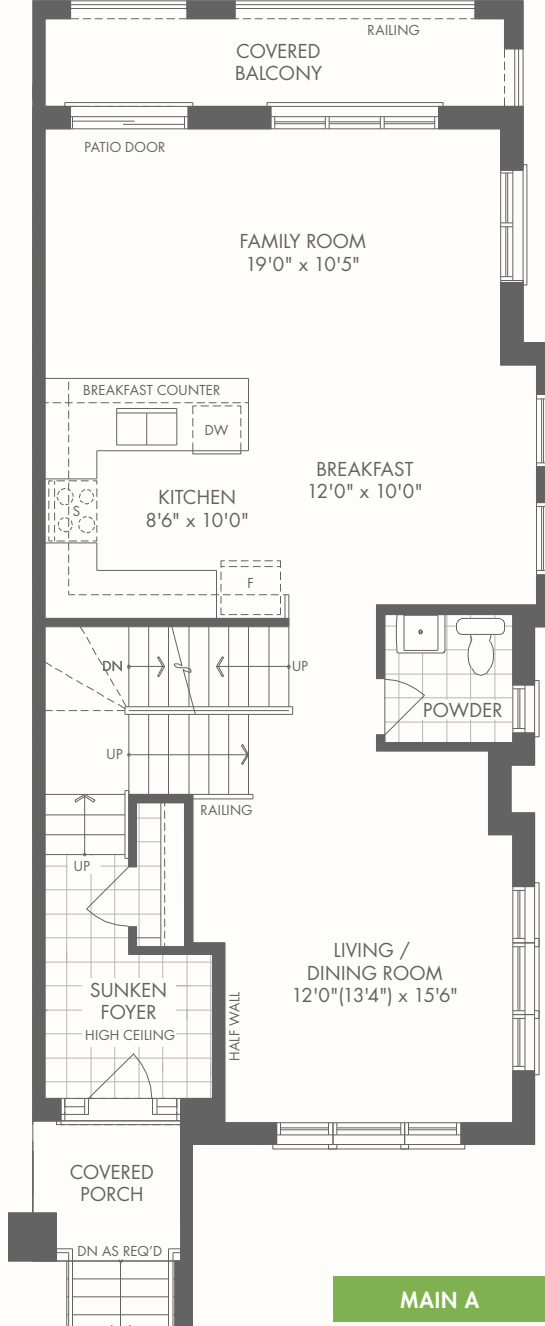 RAILING
COVERED
BALCONY
PATIO DOOR
FAMILY ROOM
19'0" x 10'5"
BREAKFAST COUNTER
DW
BREAKFAST
12'0" x 10'0"
KITCHEN
8'6" x 10'0"
S
F
DN
UP
POWDER
UP
RAILING
UP
LIVING /
DINING ROOM
12'0"(13'4") x 15'6"
SUNKEN
FOYER
HIGH CEILING
HALF WALL
COVERED
PORCH
DN AS REQ'D
MAIN A